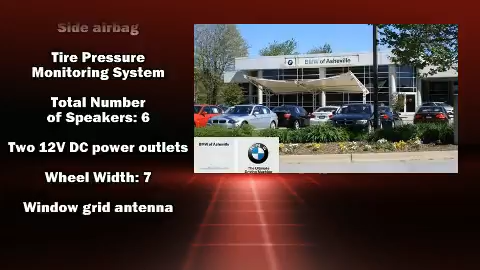 Side airbag
Tire Pressure
Monitoring System
Total Number
of Speakers: 6
Two 12V DC power outlets
Wheel Width: 7
Window grid antenna
BMW of Asheville
BMW of Asheville
The Ultimate
Driving Machine